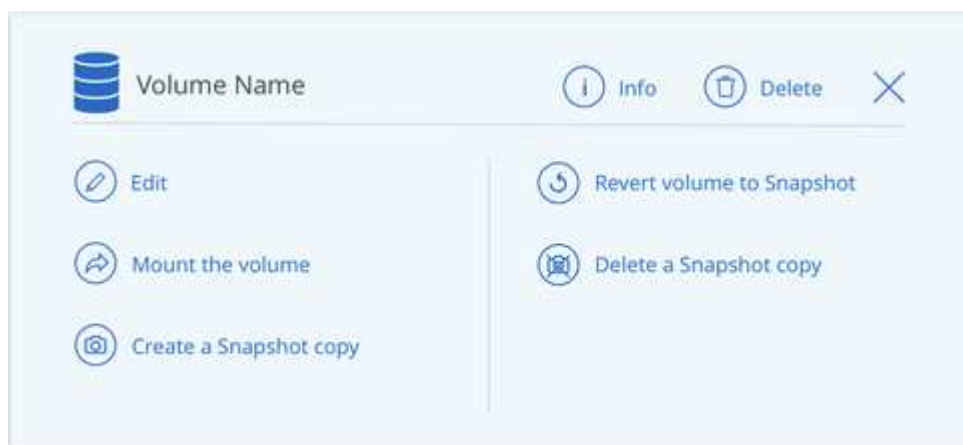 Volume Name
Info
Delete
Edit
Mount the volume
Create a Snapshot copy
Revert volume to Snapshot
Delete a Snapshot copy